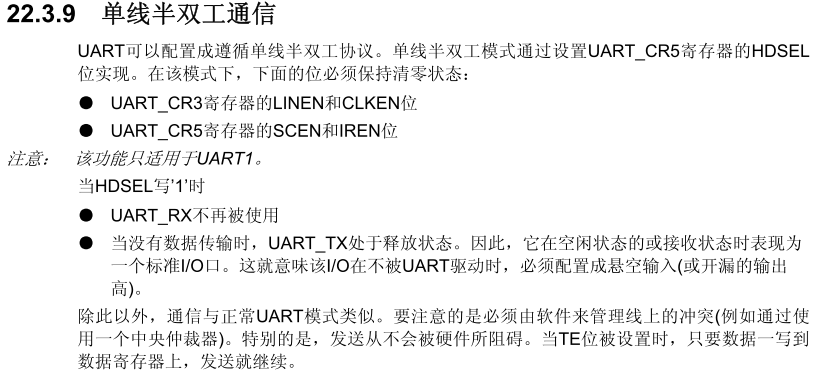 22.3.9 单线半双工通信
UART可以配置成遵循单线半双工协议。单线半双工模式通过设置UART_CR5寄存器的HDSEL
位实现。在该模式下，下面的位必须保持清零状态：
● UART_CR3寄存器的LINEN和CLKEN位
● UART_CR5寄存器的SCEN和IREN位
注意： 该功能只适用于UART1。
当HDSEL写'1'时
● UART_RX不再被使用
● 当没有数据传输时，UART_TX处于释放状态。因此，它在空闲状态的或接收状态时表现为
一个标准I/O口。这就意味该I/O在不被UART驱动时，必须配置成悬空输入(或开漏的输出
高)。
除此以外，通信与正常UART模式类似。要注意的是必须由软件来管理线上的冲突(例如通过使
用一个中央仲裁器)。特别的是，发送从不会被硬件所阻碍。当TE位被设置时，只要数据一写到
数据寄存器上，发送就继续。